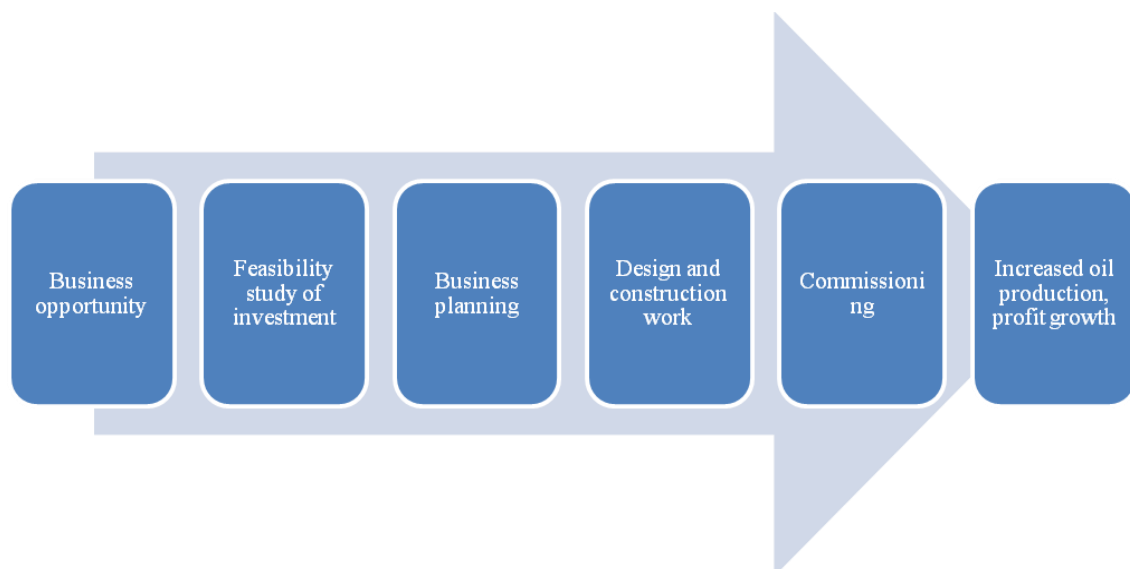 Business
opportunity
Feasibility
study of
investment
Business
planning
Design and
construction
work
Commissioni
ng
Increased oil
production,
profit growth